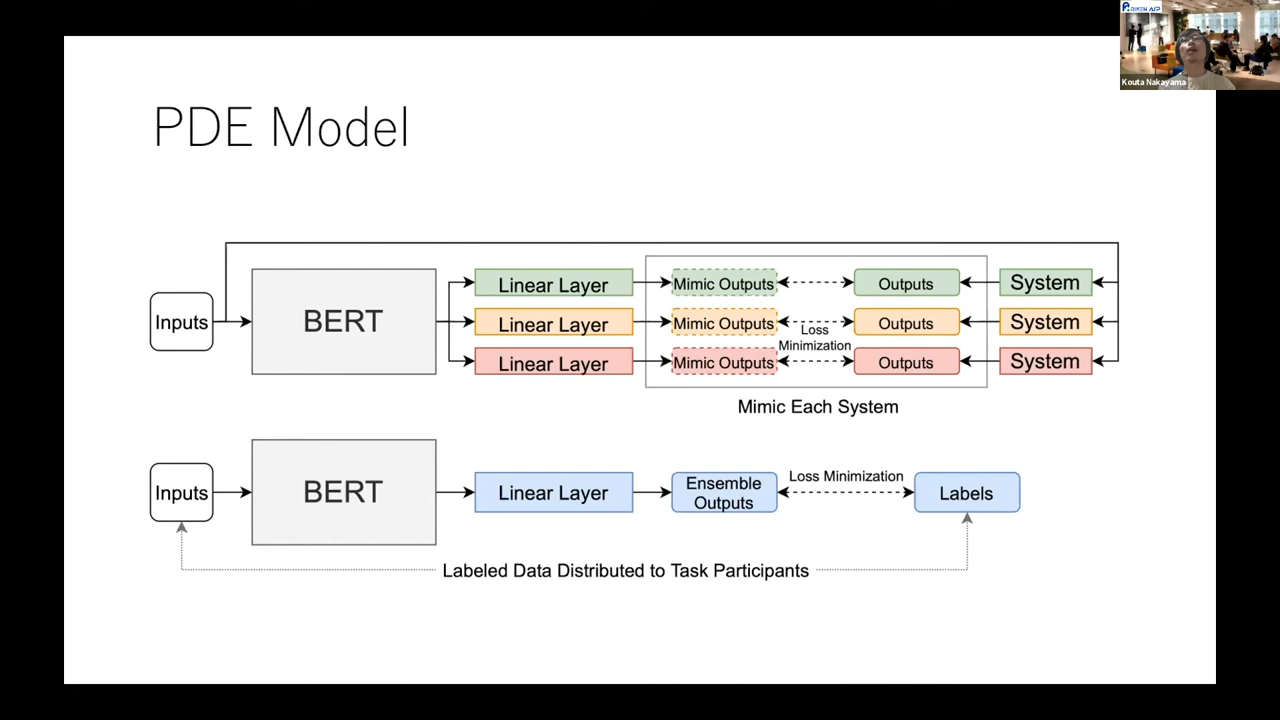 RIKEN AIP
Kouta Nakayama
PDE Model
Inputs
BERT
Linear Layer
Mimic Outputs
Outputs
System
Linear Layer
Mimic Outputs
Outputs
System
Loss
Minimization
Linear Layer
Mimic Outputs
Outputs
System
Mimic Each System
Inputs
BERT
Linear Layer
Ensemble
Outputs
Loss Minimization
Labels
Labeled Data Distributed to Task Participants